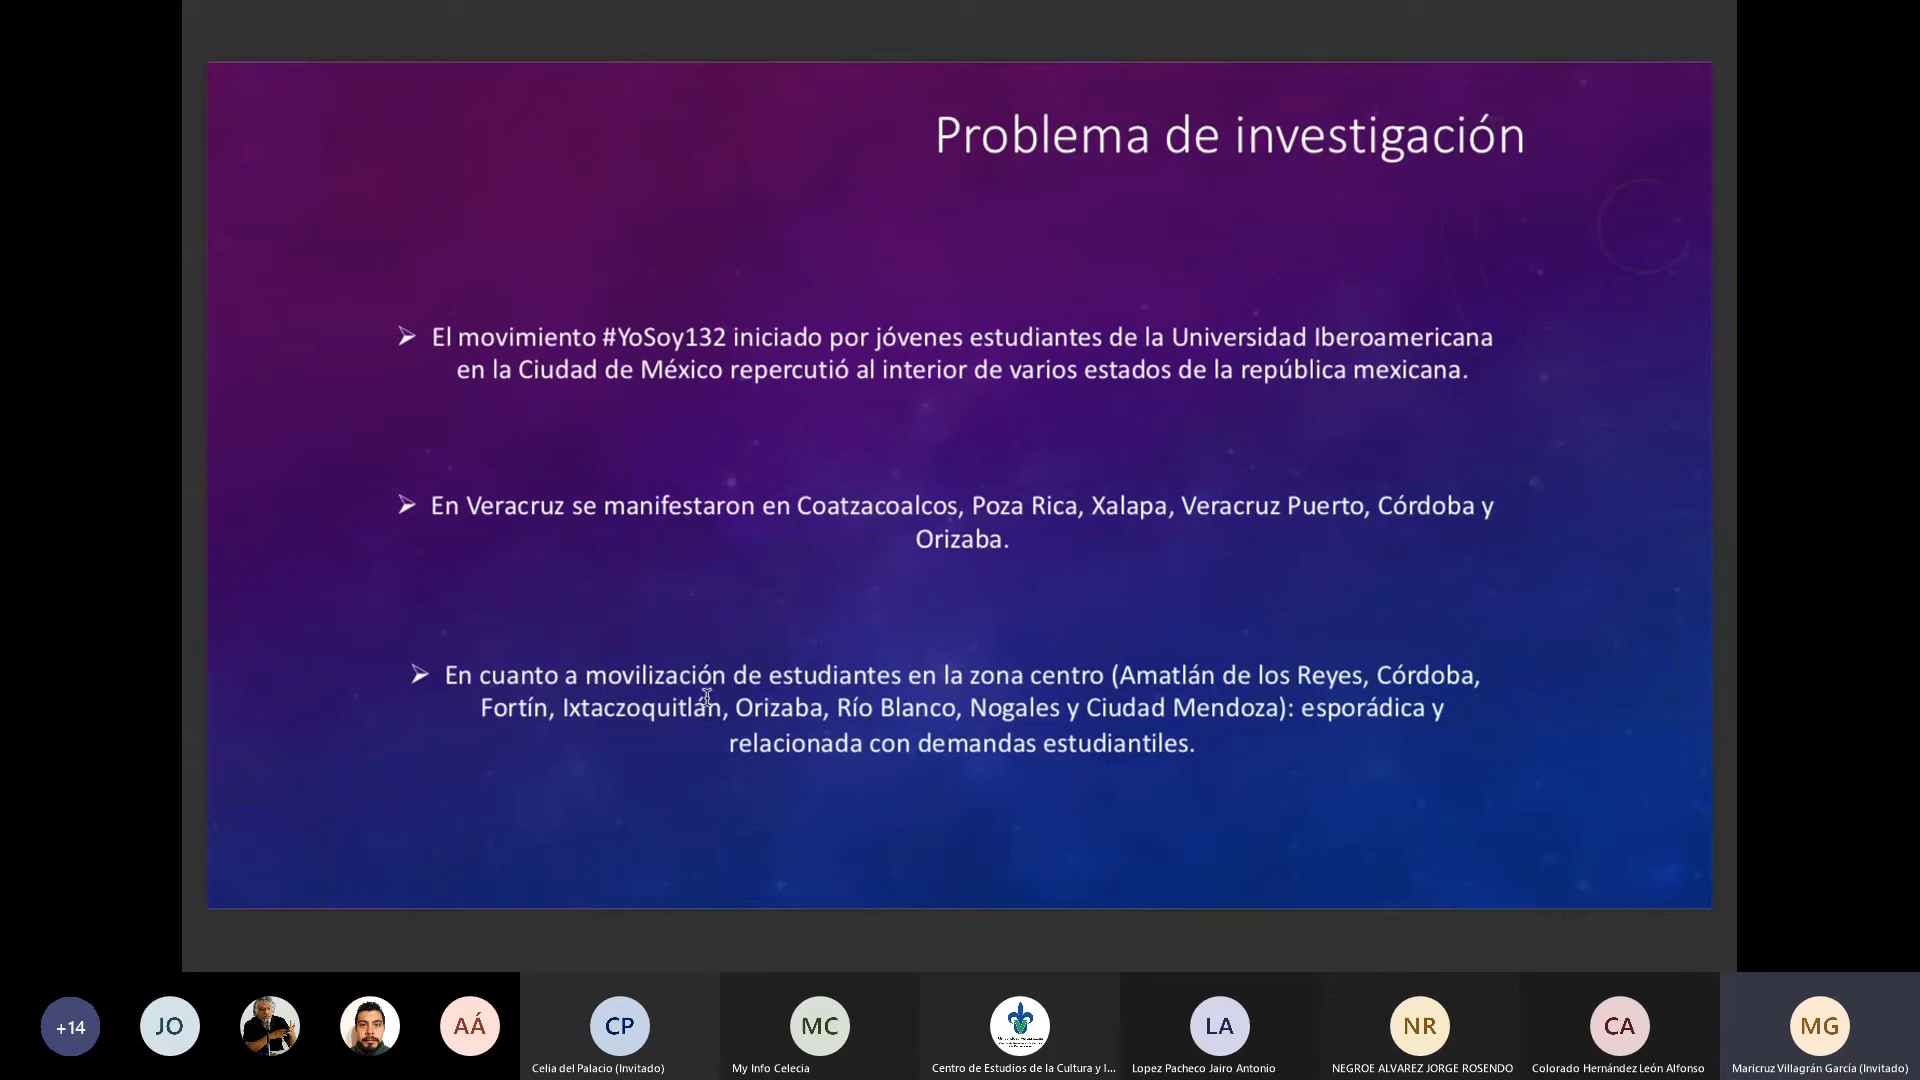 Problema de investigación
➢ El movimiento #YoSoy132 iniciado por jóvenes estudiantes de la Universidad Iberoamericana
en la Ciudad de México repercutió al interior de varios estados de la república mexicana.
➢ En Veracruz se manifestaron en Coatzacoalcos, Poza Rica, Xalapa, Veracruz Puerto, Córdoba y
Orizaba.
➢ En cuanto a movilización de estudiantes en la zona centro (Amatlán de los Reyes, Córdoba,
Fortín, Ixtaczoquitlán, Orizaba, Río Blanco, Nogales y Ciudad Mendoza): esporádica y
relacionada con demandas estudiantiles.
+14
JO
AÁ
CP
MC
LA
NR
CA
MG
Celia del Palacio (Invitado)
My Info Celecia
Centro de Estudios de la Cultura y l...
Lopez Pacheco Jairo Antonio
NEGROE ALVAREZ JORGE ROSENDO
Colorado Hernández León Alfonso
Maricruz Villagrán García (Invitado)